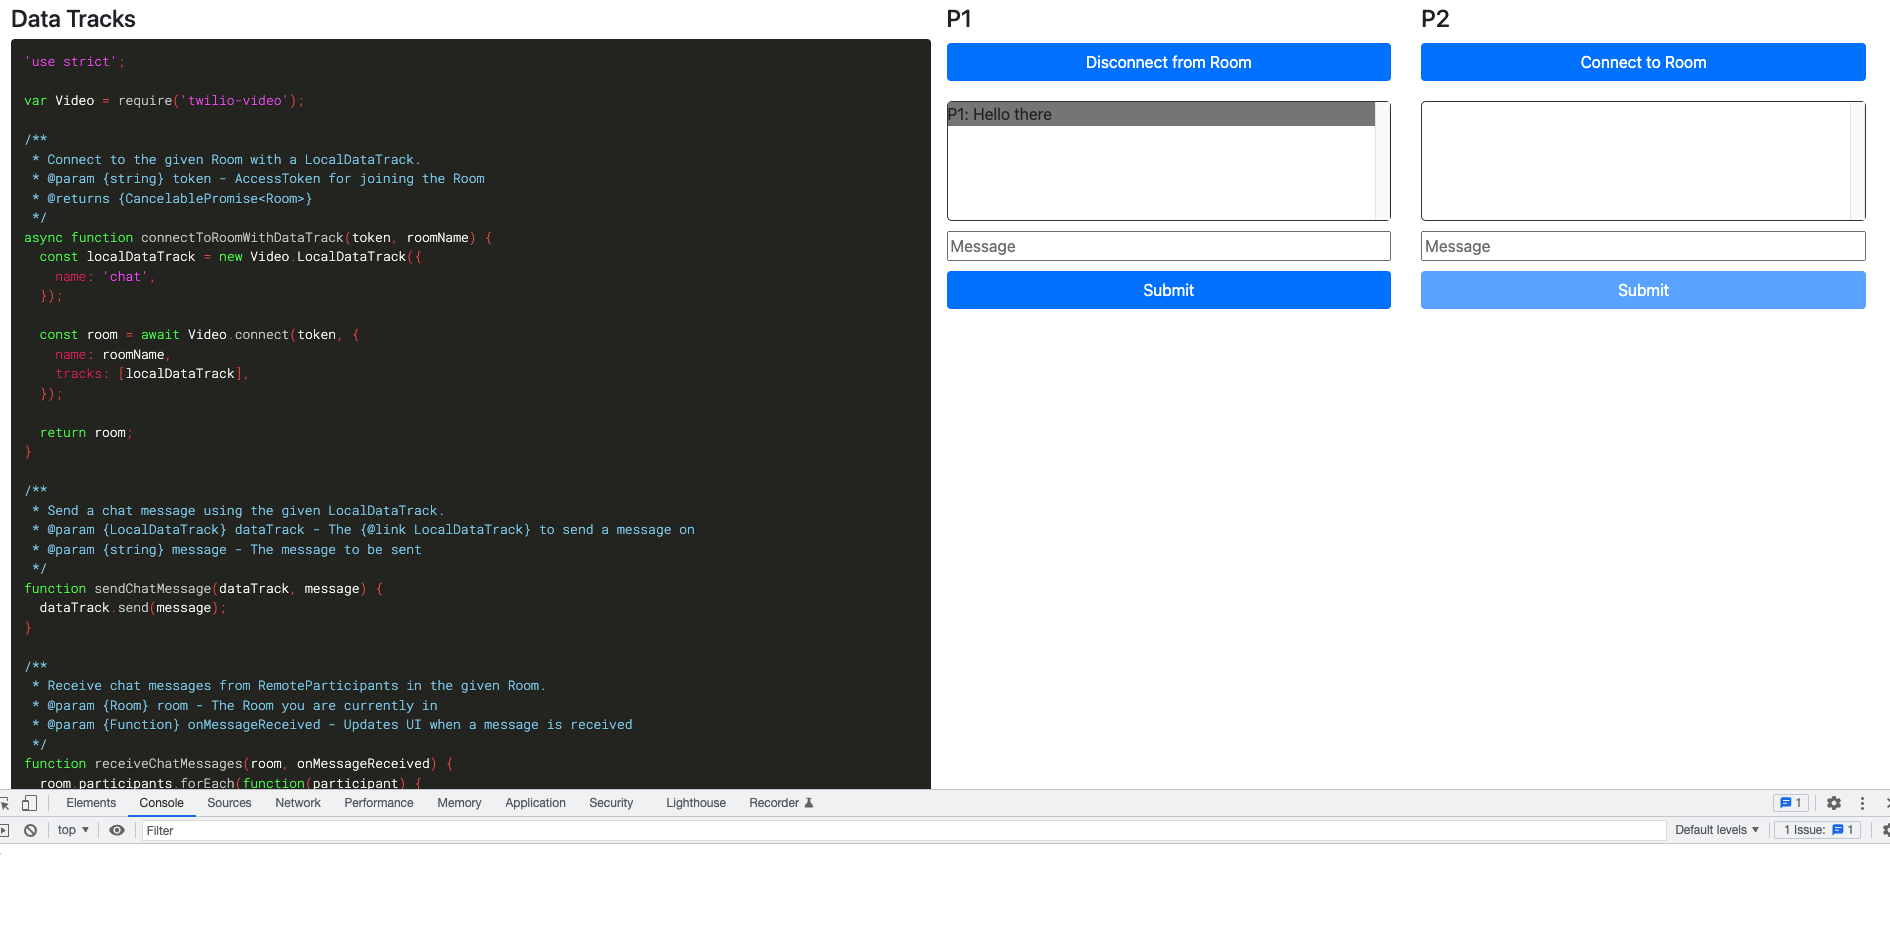 Data Tracks
'use strict';
var Video = require('twilio-video');
/**
 * Connect to the given Room with a LocalDataTrack.
 * @param {string} token - AccessToken for joining the Room
 * @returns {CancelablePromise<Room>}
 */
async function connectToRoomWithDataTrack(token, roomName) {
  const localDataTrack = new Video.LocalDataTrack({
    name: 'chat',
  });
  const room = await Video.connect(token, {
    name: roomName,
    tracks: [localDataTrack],
  });
  return room;
}
/**
 * Send a chat message using the given LocalDataTrack.
 * @param {LocalDataTrack} dataTrack - The {@link LocalDataTrack} to send a message on
 * @param {string} message - The message to be sent
 */
function sendChatMessage(dataTrack, message) {
  dataTrack.send(message);
}
/**
 * Receive chat messages from RemoteParticipants in the given Room.
 * @param {Room} room - The Room you are currently in
 * @param {Function} onMessageReceived - Updates UI when a message is received
 */
function receiveChatMessages(room, onMessageReceived) {
  room.participants.forEach(function(participant) {
P1
Disconnect from Room
P1: Hello there
Message
Submit
P2
Connect to Room
Message
Submit
Elements Console Sources Network Performance Memory Application Security Lighthouse Recorder 1
top Filter Default levels 1 Issue: 1